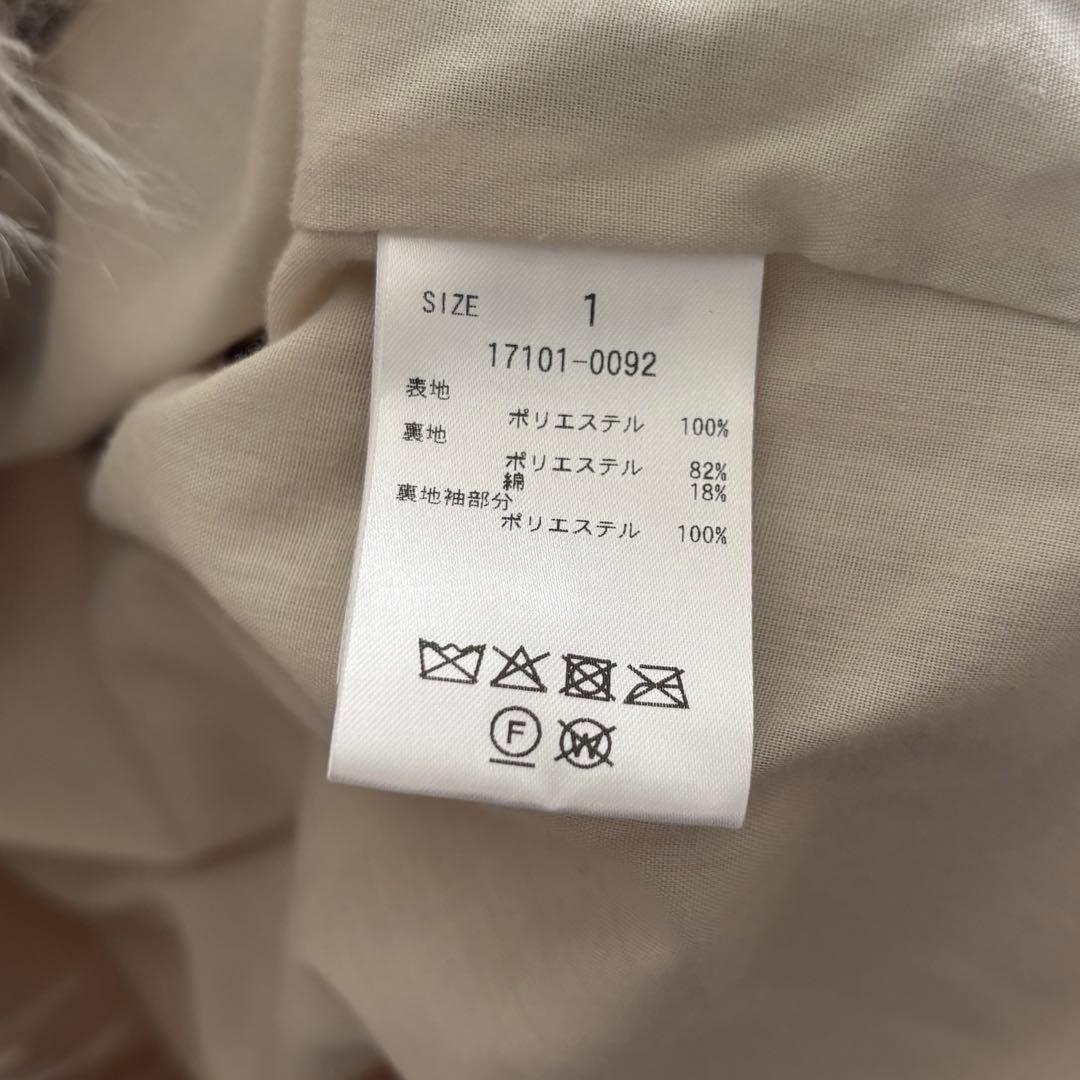 SIZE 1
17101-0092
表地
ポリエステル 100%
裏地
ポリエステル 82%
綿 18%
裏地袖部分
ポリエステル 100%
F W